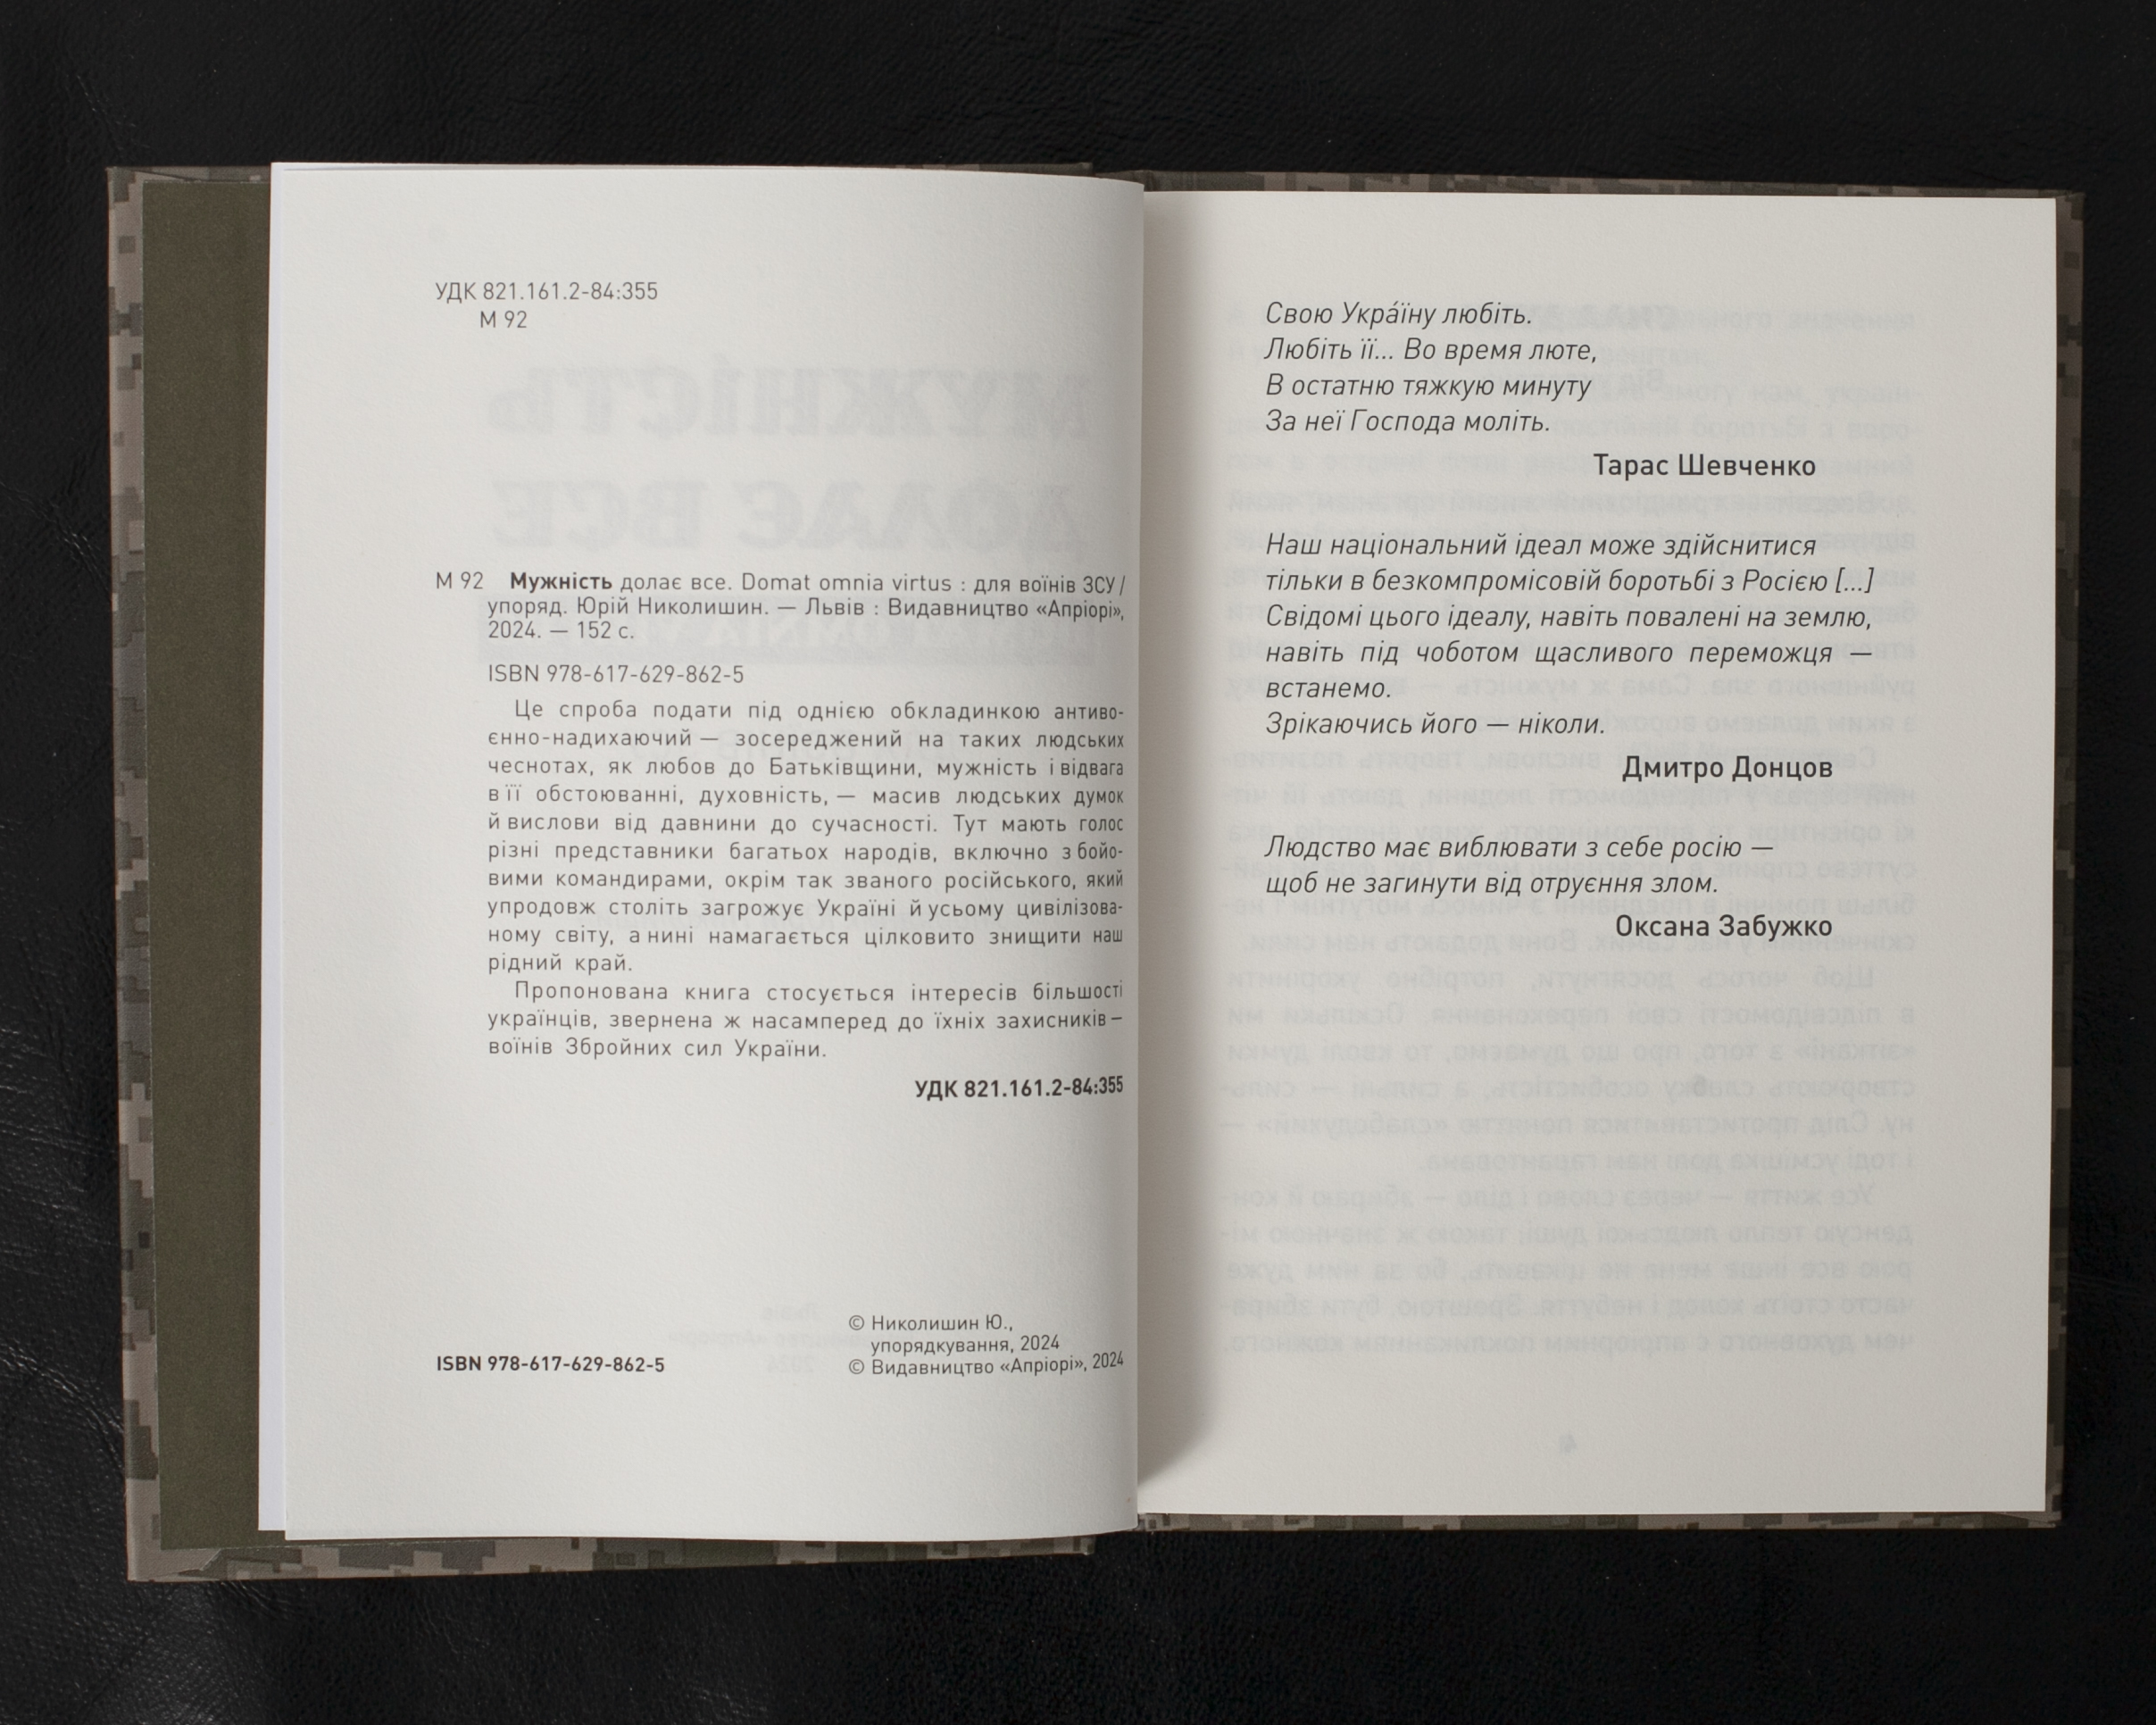 УДК 821.161.2-84:355
М 92
М 92 Мужність долає все. Domat omnia virtus : для воїнів ЗСУ /
упоряд. Юрій Николишин. — Львів : Видавництво «Апріорі»,
2024. — 152 с.
ISBN 978-617-629-862-5
Це спроба подати під однією обкладинкою антиво-
єнно-надихаючий — зосереджений на таких людських
чеснотах, як любов до Батьківщини, мужність і відвага
в її обстоюванні, духовність, — масив людських думок
й вислови від давнини до сучасності. Тут мають голос
різні представники багатьох народів, включно з бойо-
вими командирами, окрім так званого російського, який
упродовж століть загрожує Україні й усьому цивілізова-
ному світу, а нині намагається цілковито знищити наш
рідний край.
Пропонована книга стосується інтересів більшості
українців, звернена ж насамперед до їхніх захисників –
воїнів Збройних сил України.
УДК 821.161.2-84:355
ISBN 978-617-629-862-5
© Николишин Ю.,
упорядкування, 2024
© Видавництво «Апріорі», 2024
Свою Укра́їну любіть.
Любіть її... Во время люте,
В остатню тяжкую минуту
За неї Господа моліть.
Тарас Шевченко
Наш національний ідеал може здійснитися
тільки в безкомпромісовій боротьбі з Росією [...]
Свідомі цього ідеалу, навіть повалені на землю,
навіть під чоботом щасливого переможця —
встанемо.
Зрікаючись його — ніколи.
Дмитро Донцов
Людство має виблювати з себе росію —
щоб не загинути від отруєння злом.
Оксана Забужко